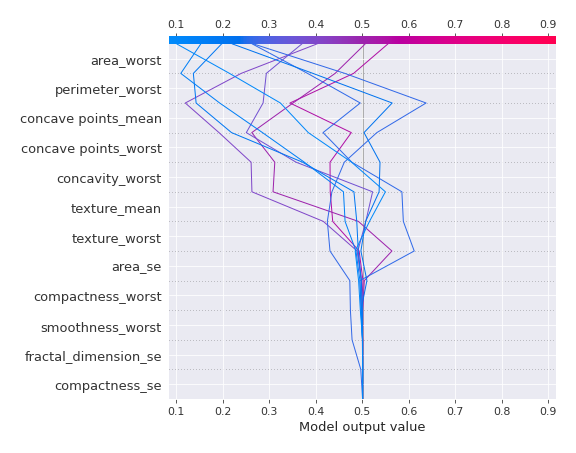 0.1 0.2 0.3 0.4 0.5 0.6 0.7 0.8 0.9
area_worst
perimeter_worst
concave points_mean
concave points_worst
concavity_worst
texture_mean
texture_worst
area_se
compactness_worst
smoothness_worst
fractal_dimension_se
compactness_se
0.1 0.2 0.3 0.4 0.5 0.6 0.7 0.8 0.9
Model output value